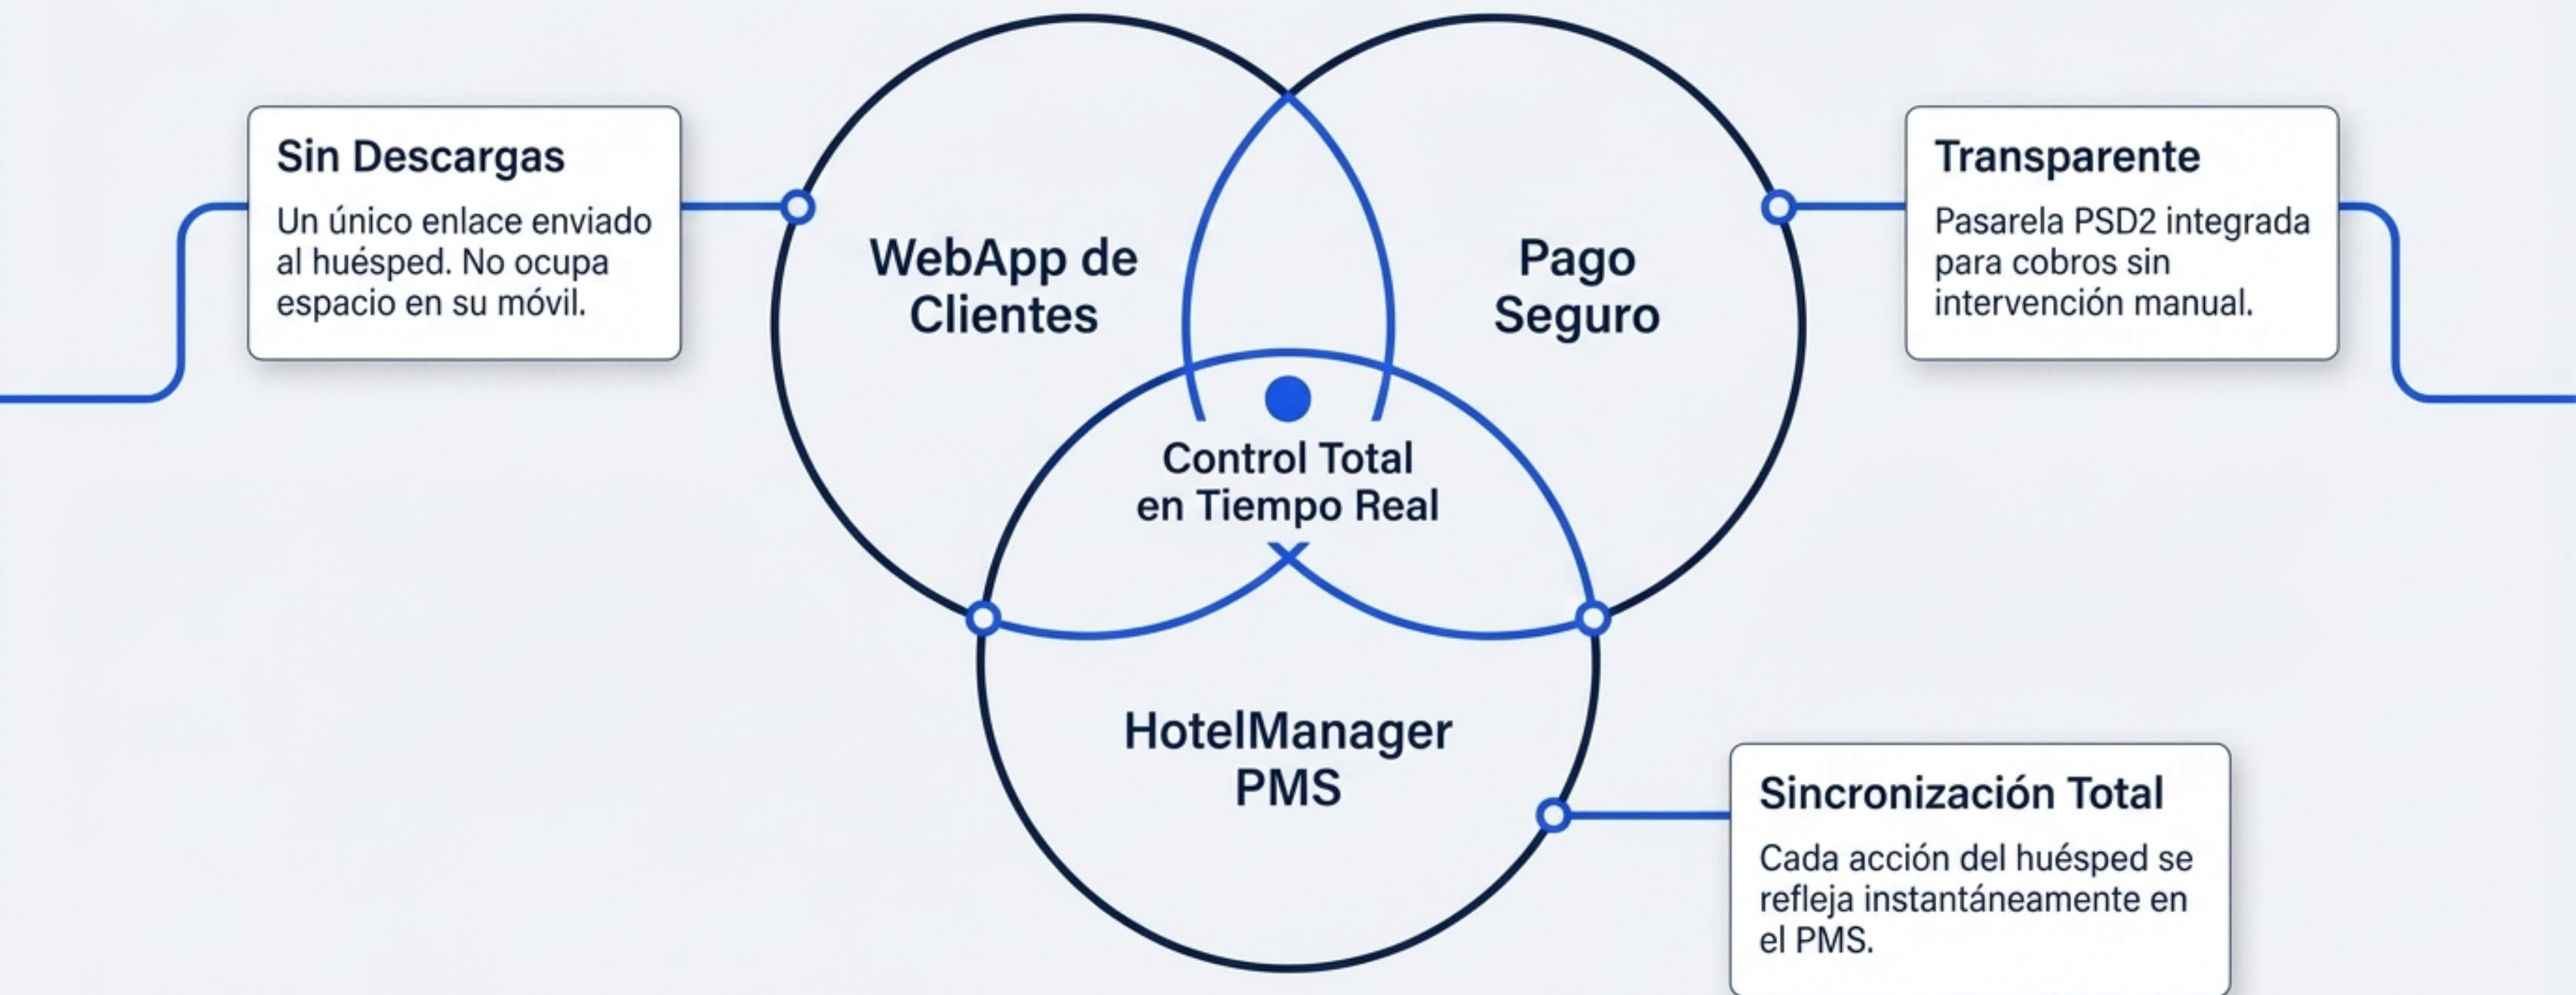 Sin Descargas
Un único enlace enviado
al huésped. No ocupa
espacio en su móvil.
WebApp de
Clientes
Pago
Seguro
Transparente
Pasarela PSD2 integrada
para cobros sin
intervención manual.
Control Total
en Tiempo Real
HotelManager
PMS
Sincronización Total
Cada acción del huésped se
refleja instantáneamente en
el PMS.